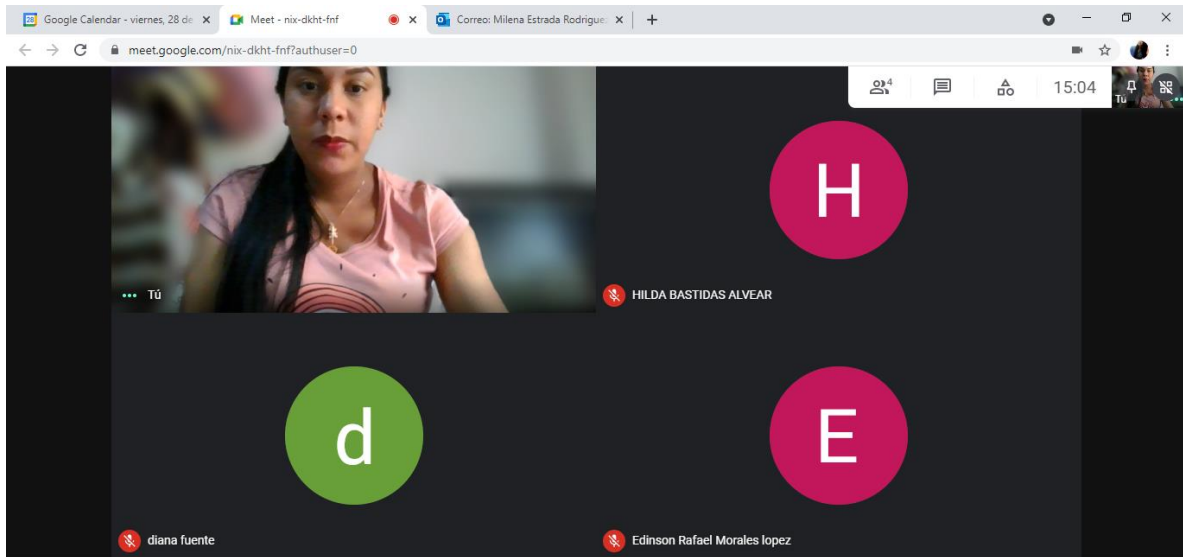 28 Google Calendar - viernes, 28 de
Meet - nix-dkht-fnf
Correo: Milena Estrada Rodrigue
meet.google.com/nix-dkht-fnf?authuser=0
4
15:04
Tú
H
Tú
HILDA BASTIDAS ALVEAR
d
E
diana fuente
Edinson Rafael Morales lopez